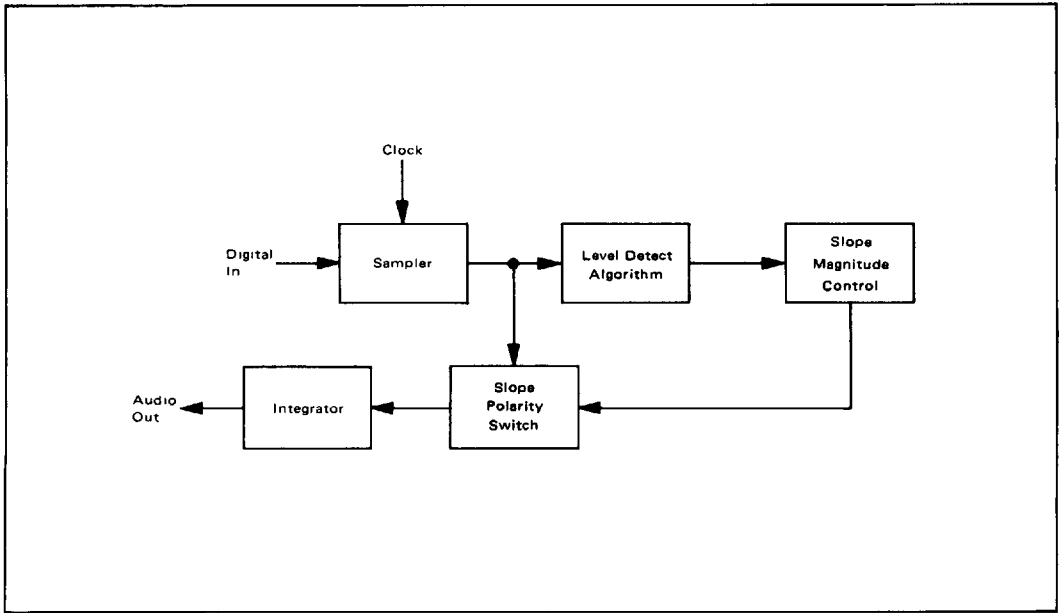 Clock
Digital
In
Sampler
Level Detect
Algorithm
Slope
Magnitude
Control
Audio
Out
Integrator
Slope
Polarity
Switch